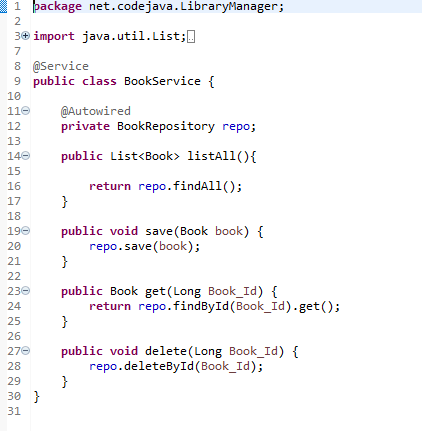 1 package net.codejava.LibraryManager;
2
3 import java.util.List;
7
8 @Service
9 public class BookService {
10
11 @Autowired
12 private BookRepository repo;
13
14 public List<Book> listAll(){
15
16 return repo.findAll();
17 }
18
19 public void save(Book book) {
20 repo.save(book);
21 }
22
23 public Book get(Long Book_Id) {
24 return repo.findById(Book_Id).get();
25 }
26
27 public void delete(Long Book_Id) {
28 repo.deleteById(Book_Id);
29 }
30 }
31